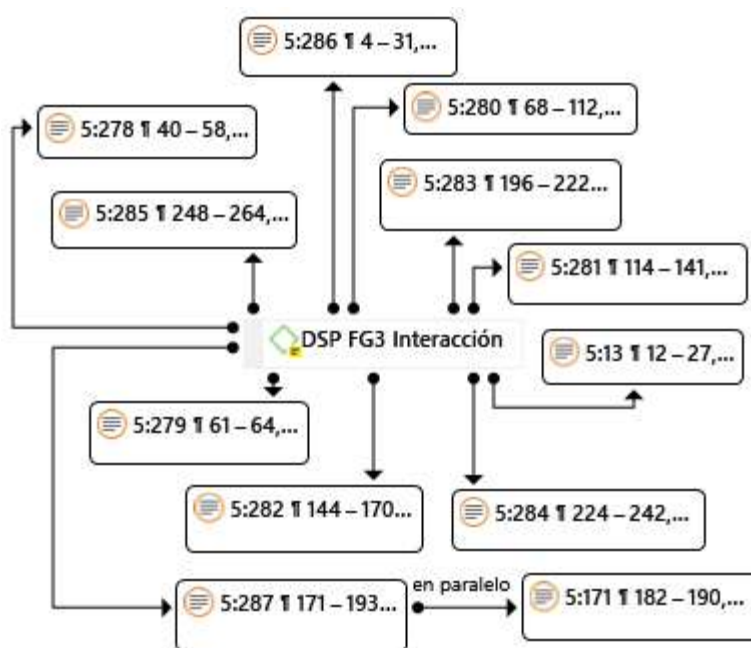 5:286 ¶ 4 – 31,...
5:280 ¶ 68 – 112,...
5:278 ¶ 40 – 58,...
5:283 ¶ 196 – 222...
5:285 ¶ 248 – 264,...
5:281 ¶ 114 – 141,...
DSP FG3 Interacción
5:13 ¶ 12 – 27,...
5:279 ¶ 61 – 64,...
5:282 ¶ 144 – 170...
5:284 ¶ 224 – 242,...
5:287 ¶ 171 – 193...
en paralelo
5:171 ¶ 182 – 190,...